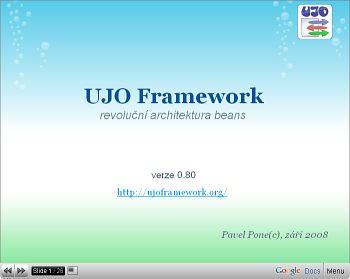 UJO
UJO Framework
revoluční architektura beans
verze 0.80
http://ujoframework.org/
Pavel Pone(c), září 2008
Slide 1 / 26
Google Docs
Menu